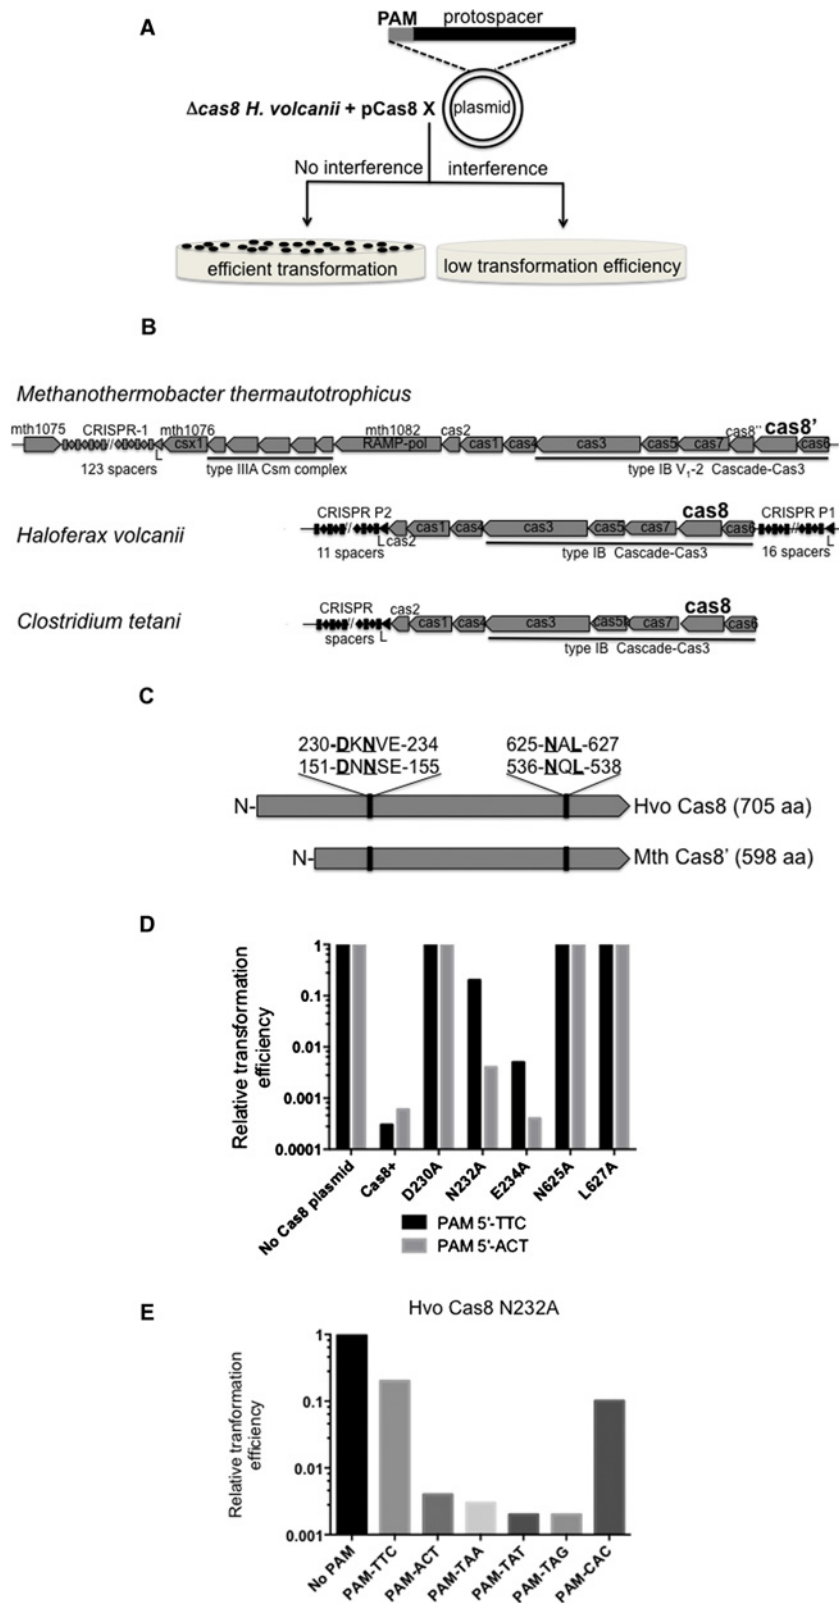 A
PAM protospacer
Δcas8 H. volcanii + pCas8 X plasmid
No interference interference
efficient transformation low transformation efficiency
B
Methanothermobacter thermautotrophicus
mth1075 CRISPR-1 mth1076 mth1082 cas2 cas8'' cas8'
csx1 RAMP-pol cas1 cas4 cas3 cas5 cas7 cas6
123 spacers L type IIIA Csm complex type IB V1-2 Cascade-Cas3
Haloferax volcanii
CRISPR P2 cas8 CRISPR P1
cas1 cas4 cas3 cas5 cas7 cas6
11 spacers L cas2 type IB Cascade-Cas3 16 spacers L
Clostridium tetani
CRISPR cas2 cas8
cas1 cas4 cas3 cas5b cas7 cas6
spacers L type IB Cascade-Cas3
C
230-DKNVE-234 625-NAL-627
151-DNNSE-155 536-NQL-538
N- Hvo Cas8 (705 aa)
N- Mth Cas8' (598 aa)
D
Relative transformation
efficiency
1
0.1
0.01
0.001
0.0001
No Cas8 plasmid
Cas8+
D230A
N232A
E234A
N625A
L627A
PAM 5'-TTC
PAM 5'-ACT
E
Hvo Cas8 N232A
Relative tranformation
efficiency
1
0.1
0.01
0.001
No PAM
PAM-TTC
PAM-ACT
PAM-TAA
PAM-TAT
PAM-TAG
PAM-CAC